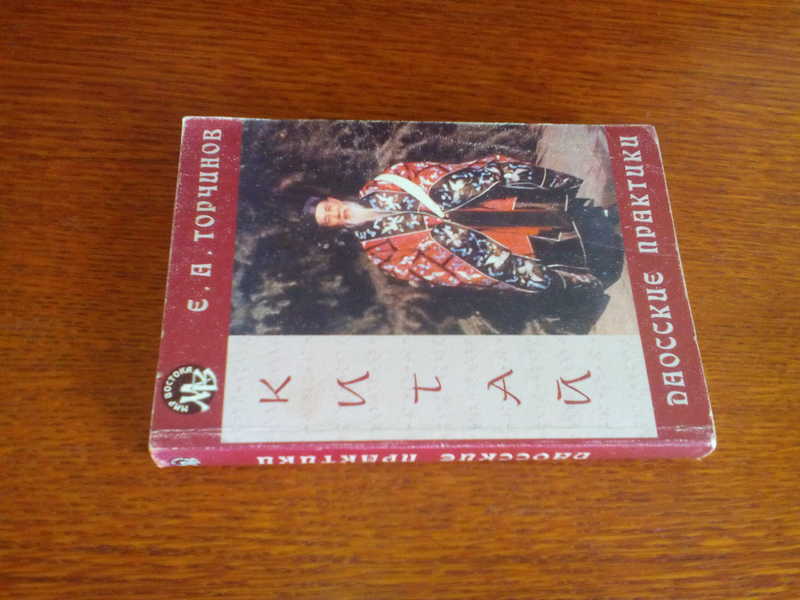 Е. А. ТОРЧИНОВ
МИР ВОСТОКА
МВ
КИТАЙ
ДАОССКИЕ ПРАКТИКИ
ДАОССКИЕ ПРАКТИКИ